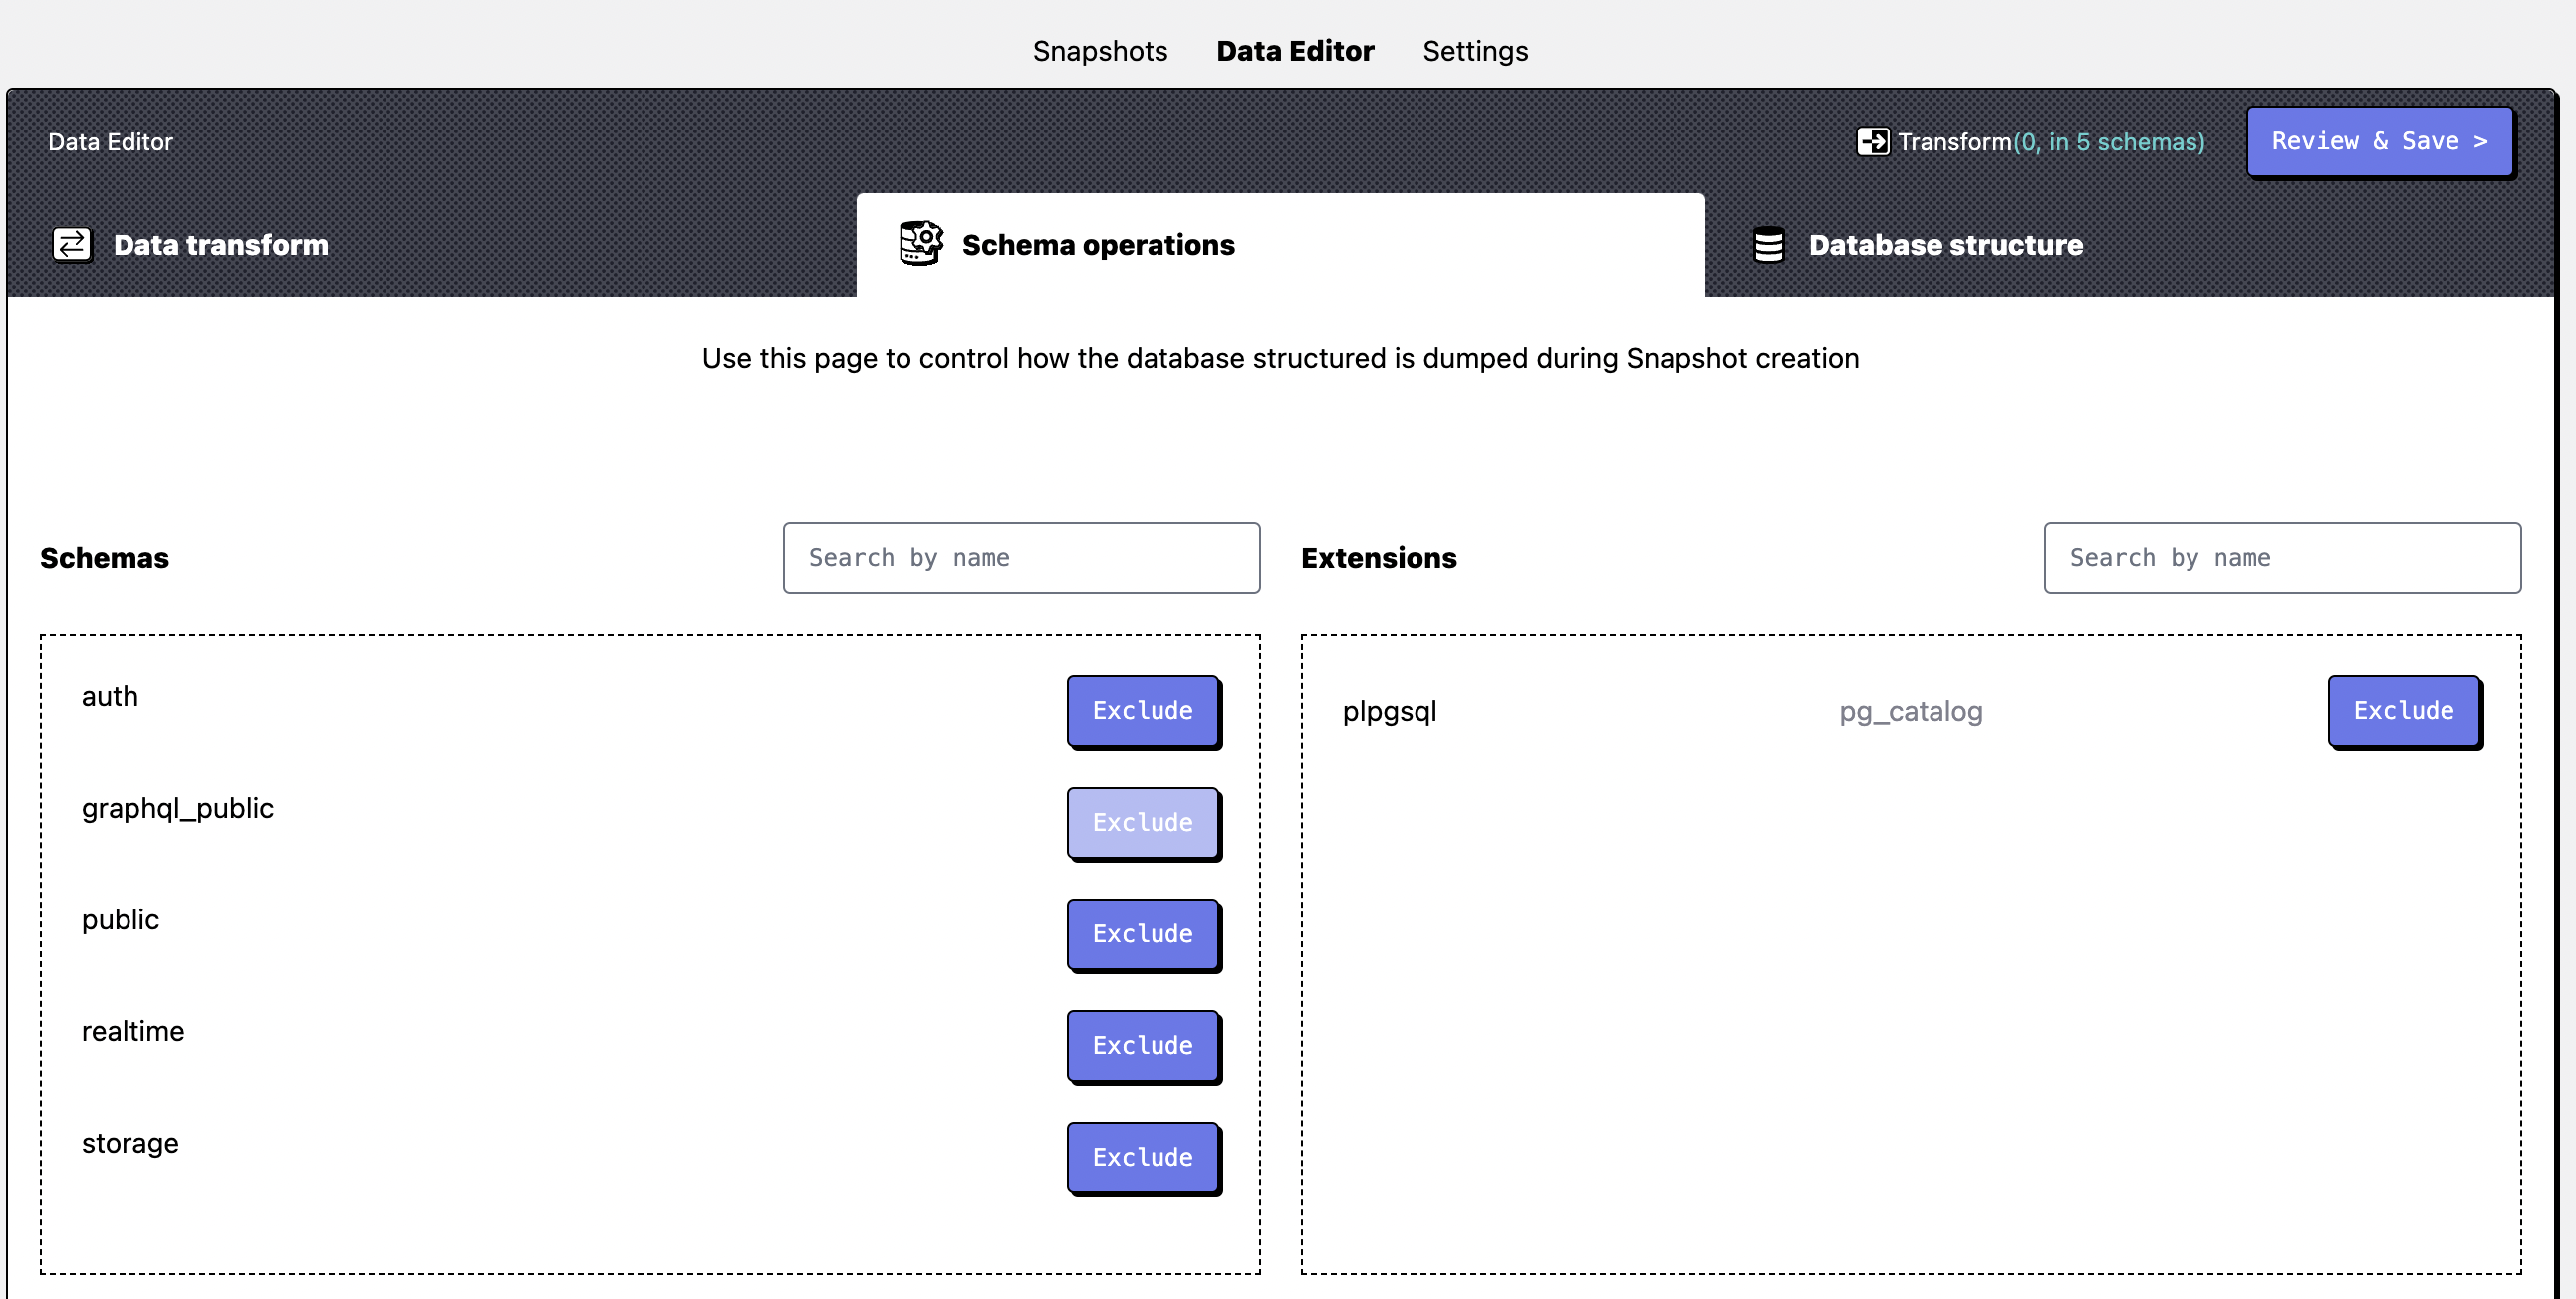 Snapshots Data Editor Settings
Data Editor
Transform(0, in 5 schemas)
Review & Save >
Data transform
Schema operations
Database structure
Use this page to control how the database structured is dumped during Snapshot creation
Schemas
Search by name
Extensions
Search by name
auth Exclude
graphql_public Exclude
public Exclude
realtime Exclude
storage Exclude
plpgsql pg_catalog Exclude